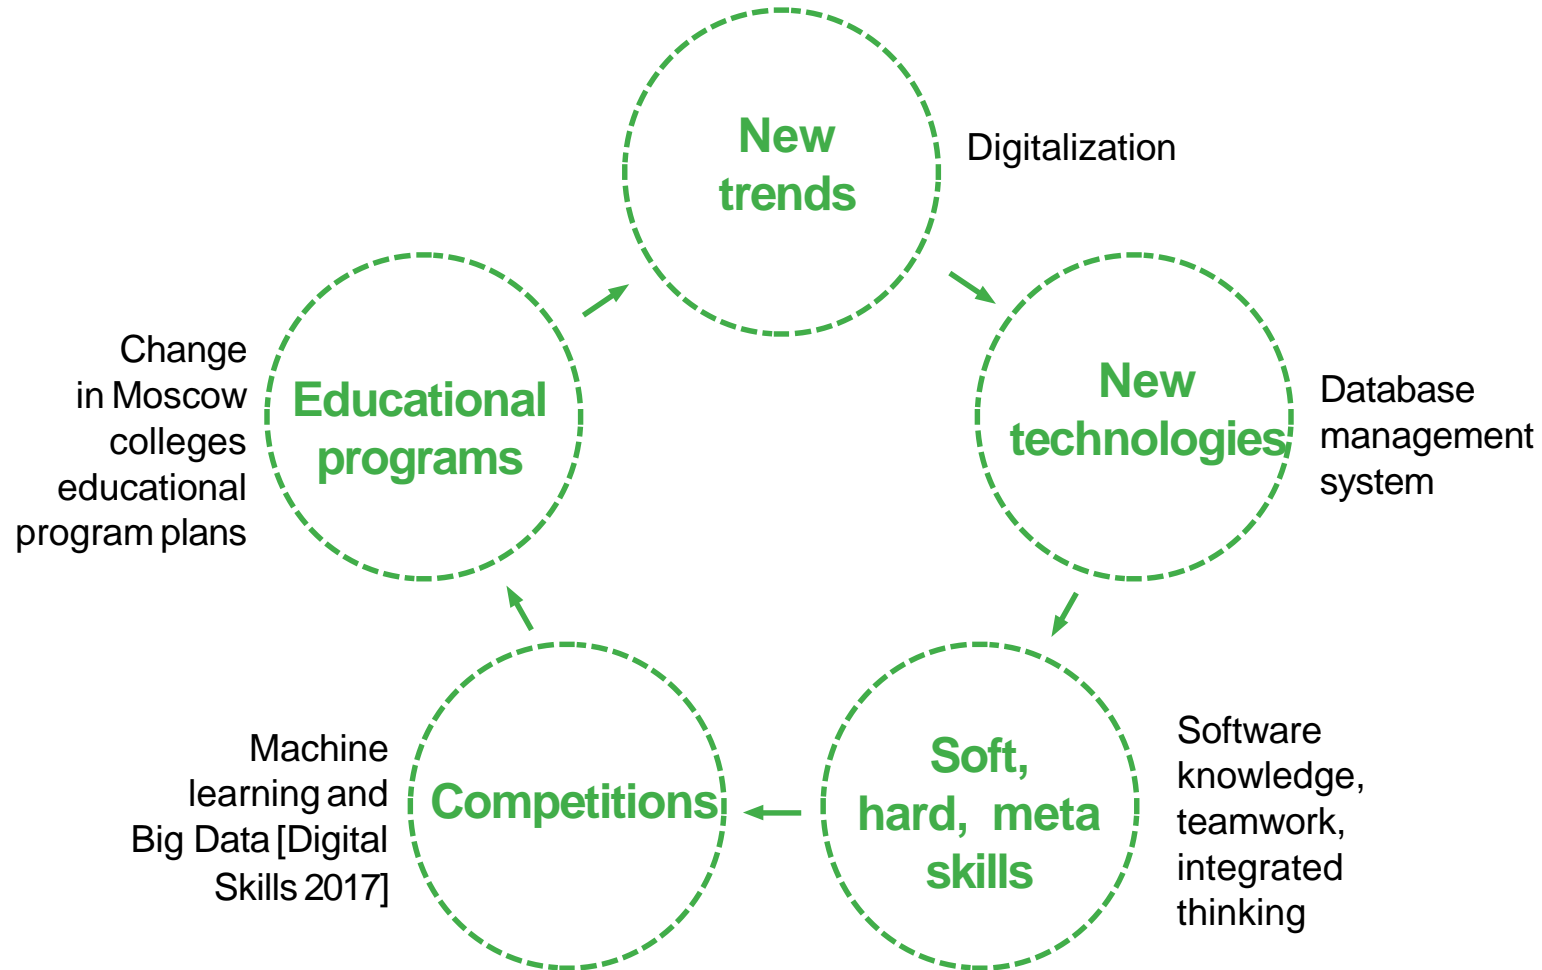 New
trends
Digitalization
New
technologies
Database
management
system
Soft,
hard, meta
skills
Software
knowledge,
teamwork,
integrated
thinking
Competitions
Machine
learning and
Big Data [Digital
Skills 2017]
Educational
programs
Change
in Moscow
colleges
educational
program plans